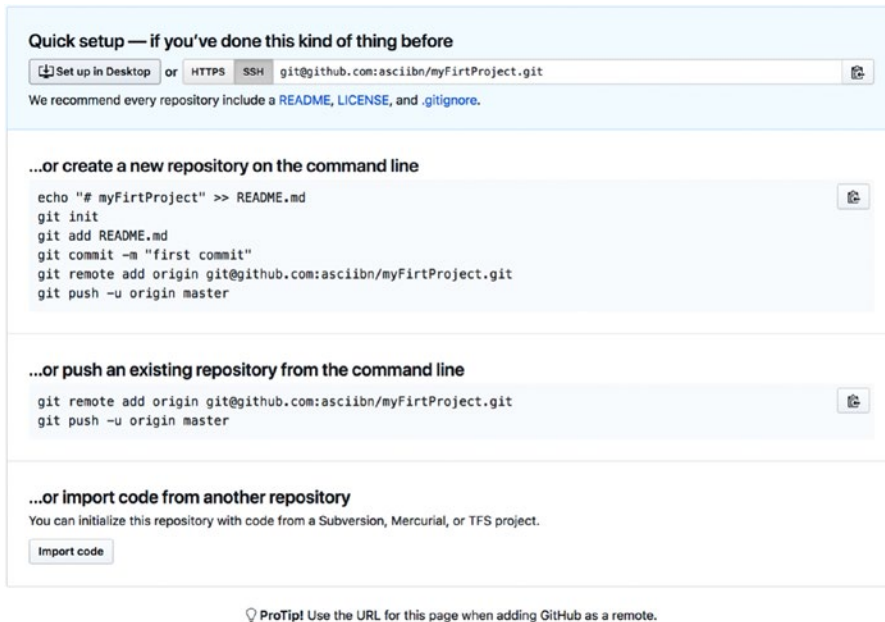 Quick setup — if you’ve done this kind of thing before
Set up in Desktop or HTTPS SSH git@github.com:asciibn/myFirtProject.git
We recommend every repository include a README, LICENSE, and .gitignore.
...or create a new repository on the command line
echo "# myFirtProject" >> README.md
git init
git add README.md
git commit -m "first commit"
git remote add origin git@github.com:asciibn/myFirtProject.git
git push -u origin master
...or push an existing repository from the command line
git remote add origin git@github.com:asciibn/myFirtProject.git
git push -u origin master
...or import code from another repository
You can initialize this repository with code from a Subversion, Mercurial, or TFS project.
Import code
ProTip! Use the URL for this page when adding GitHub as a remote.